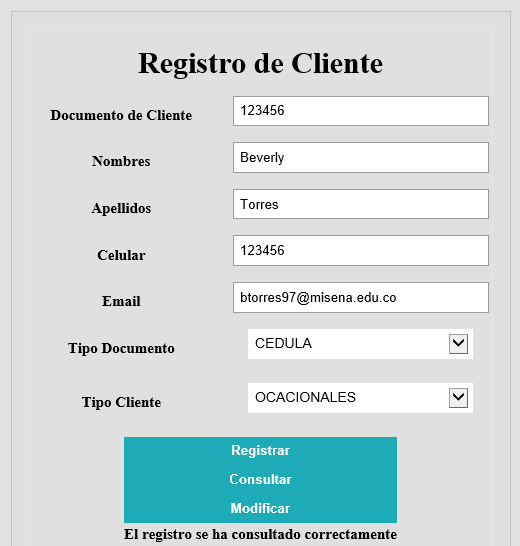 Registro de Cliente
Documento de Cliente 123456
Nombres Beverly
Apellidos Torres
Celular 123456
Email btorres97@misena.edu.co
Tipo Documento CEDULA
Tipo Cliente OCACIONALES
Registrar
Consultar
Modificar
El registro se ha consultado correctamente